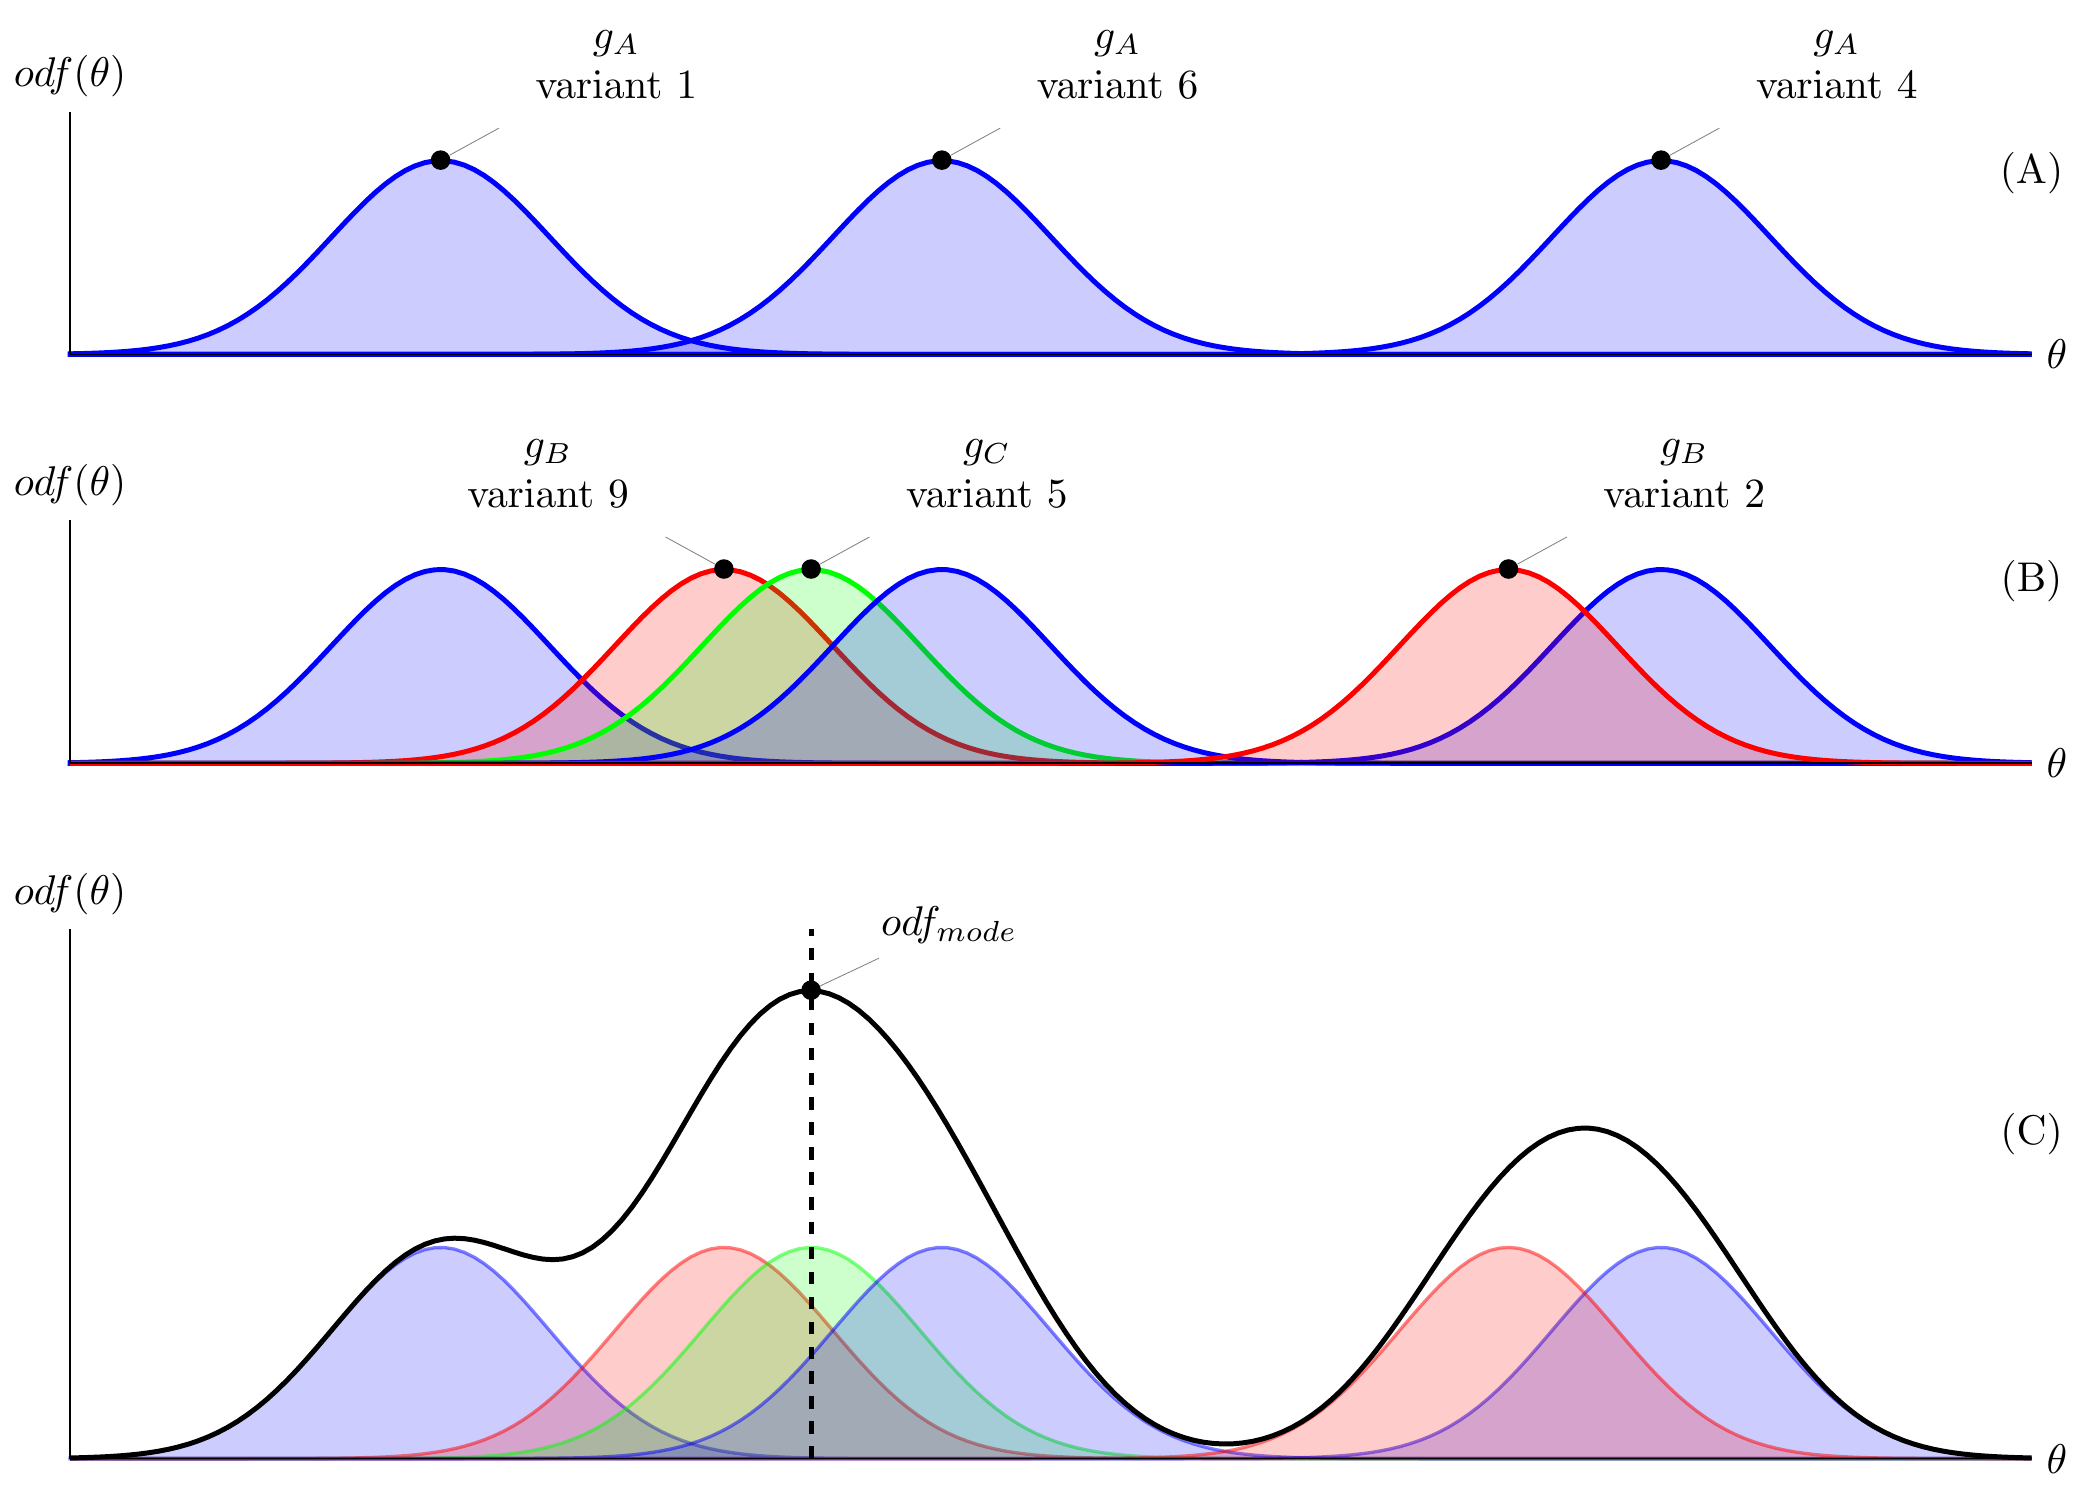 g_A
variant 1
g_A
variant 6
g_A
variant 4
odf(θ)
(A)
θ
g_B
variant 9
g_C
variant 5
g_B
variant 2
odf(θ)
(B)
θ
odf(θ)
odf_mode
(C)
θ